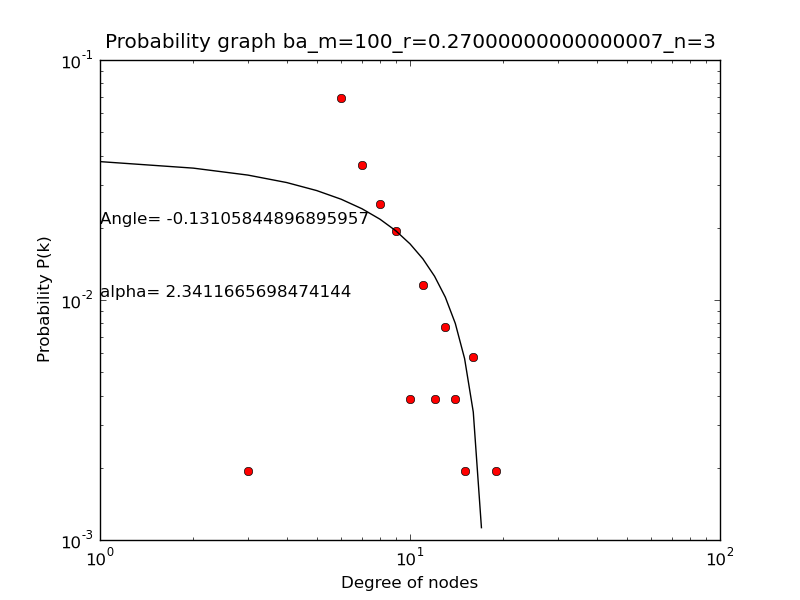 Probability graph ba_m=100_r=0.27000000000000007_n=3
10^-1
Angle= -0.13105844896895957
alpha= 2.3411665698474144
10^-2
Probability P(k)
10^-3
10^0 10^1 10^2
Degree of nodes